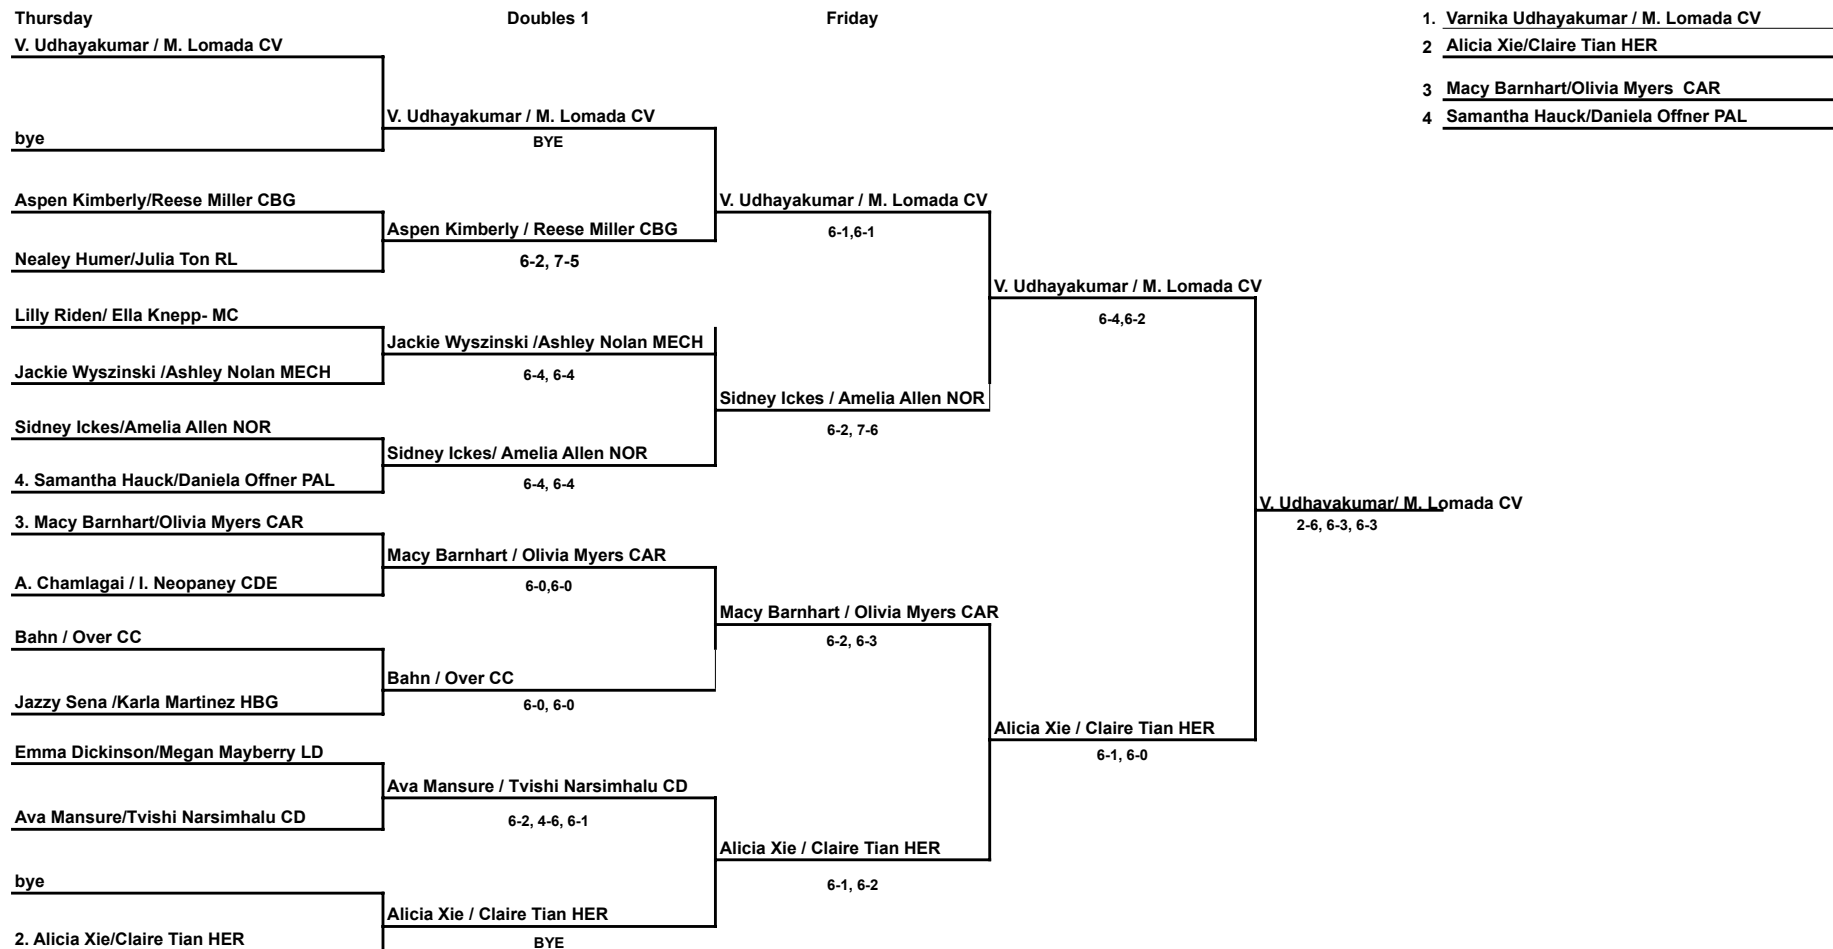 Thursday
Doubles 1
Friday
1. Varnika Udhayakumar / M. Lomada CV
2 Alicia Xie/Claire Tian HER
3 Macy Barnhart/Olivia Myers CAR
4 Samantha Hauck/Daniela Offner PAL
V. Udhayakumar / M. Lomada CV
bye
Aspen Kimberly/Reese Miller CBG
Nealey Humer/Julia Ton RL
Lilly Riden/ Ella Knepp- MC
Jackie Wyszinski /Ashley Nolan MECH
Sidney Ickes/Amelia Allen NOR
4. Samantha Hauck/Daniela Offner PAL
3. Macy Barnhart/Olivia Myers CAR
A. Chamlagai / I. Neopaney CDE
Bahn / Over CC
Jazzy Sena /Karla Martinez HBG
Emma Dickinson/Megan Mayberry LD
Ava Mansure/Tvishi Narsimhalu CD
bye
2. Alicia Xie/Claire Tian HER
V. Udhayakumar / M. Lomada CV
BYE
Aspen Kimberly / Reese Miller CBG
6-2, 7-5
Jackie Wyszinski /Ashley Nolan MECH
6-4, 6-4
Sidney Ickes/ Amelia Allen NOR
6-4, 6-4
Macy Barnhart / Olivia Myers CAR
6-0,6-0
Bahn / Over CC
6-0, 6-0
Ava Mansure / Tvishi Narsimhalu CD
6-2, 4-6, 6-1
Alicia Xie / Claire Tian HER
BYE
V. Udhayakumar / M. Lomada CV
6-1,6-1
Sidney Ickes / Amelia Allen NOR
6-2, 7-6
Macy Barnhart / Olivia Myers CAR
6-2, 6-3
Alicia Xie / Claire Tian HER
6-1, 6-2
V. Udhayakumar / M. Lomada CV
6-4,6-2
Alicia Xie / Claire Tian HER
6-1, 6-0
V. Udhayakumar/ M. Lomada CV
2-6, 6-3, 6-3